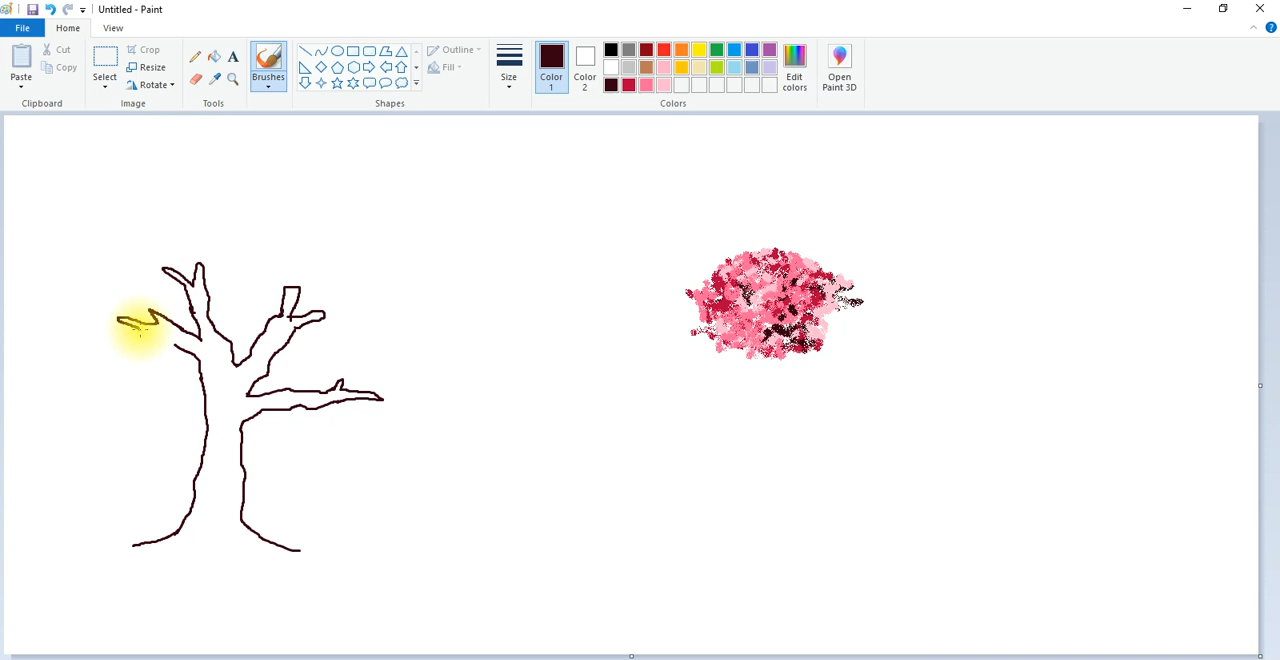 Untitled - Paint
File Home View
Paste
Cut
Copy
Clipboard
Select
Crop
Resize
Rotate
Image
A
Tools
Brushes
Outline
Fill
Shapes
Size
Color 1
Color 2
Edit colors
Colors
Open Paint 3D